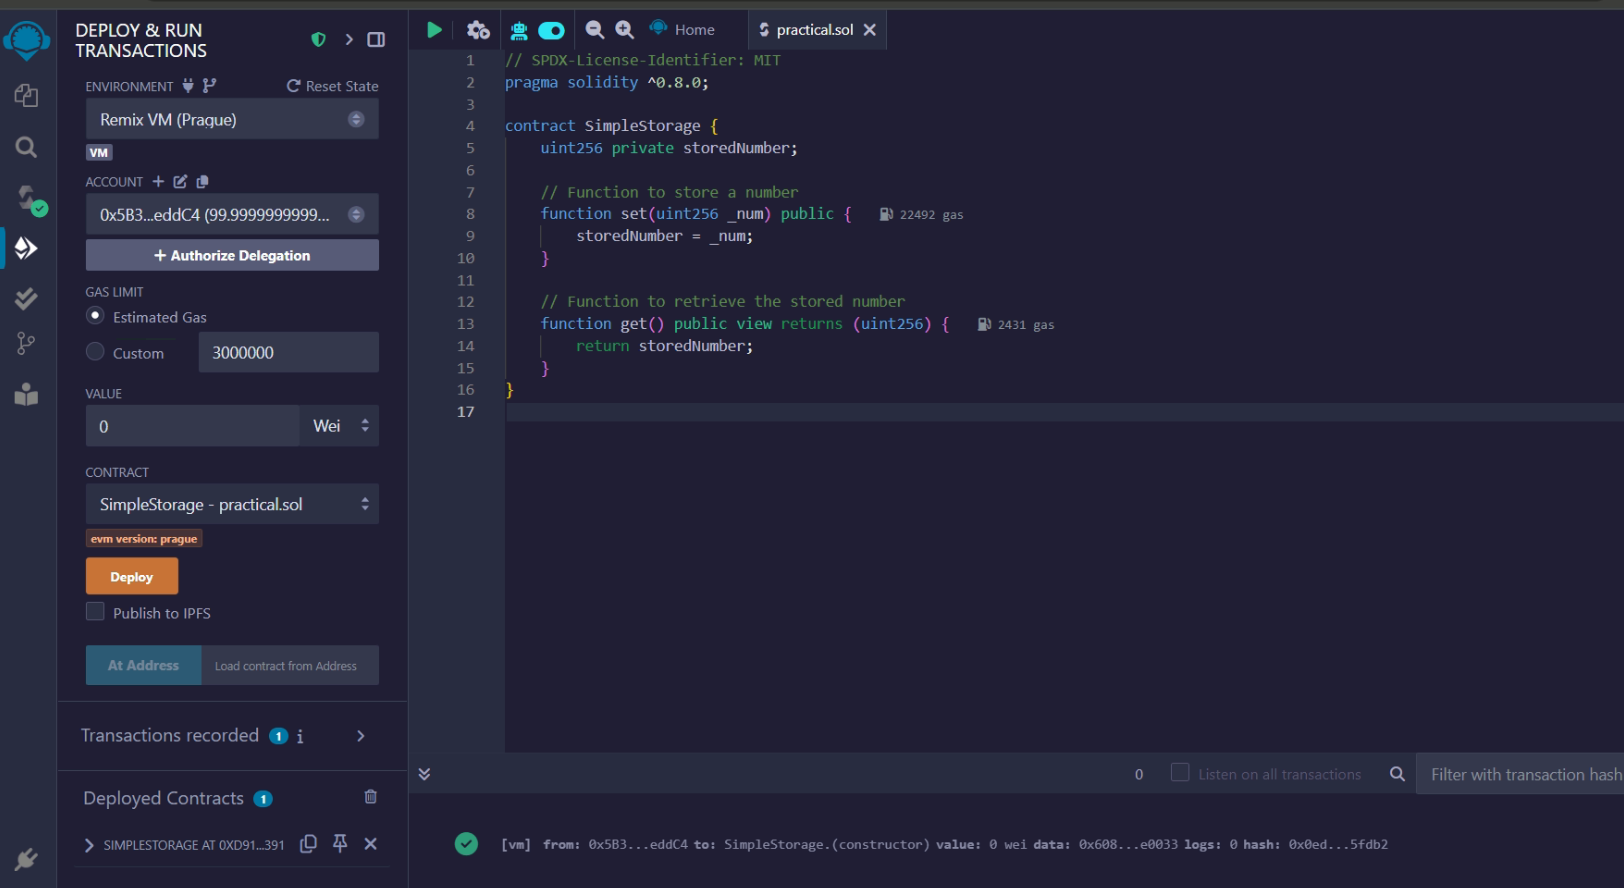 DEPLOY & RUN
TRANSACTIONS
ENVIRONMENT
Reset State
Remix VM (Prague)
VM
ACCOUNT
0x5B3...eddC4 (99.9999999999...
+ Authorize Delegation
GAS LIMIT
Estimated Gas
Custom
3000000
VALUE
0
Wei
CONTRACT
SimpleStorage - practical.sol
evm version: prague
Deploy
Publish to IPFS
At Address
Load contract from Address
Transactions recorded 1 i
Deployed Contracts 1
SIMPLESTORAGE AT 0XD91...391
Home
practical.sol
1 // SPDX-License-Identifier: MIT
2 pragma solidity ^0.8.0;
3
4 contract SimpleStorage {
5 uint256 private storedNumber;
6
7 // Function to store a number
8 function set(uint256 _num) public { 22492 gas
9 storedNumber = _num;
10 }
11
12 // Function to retrieve the stored number
13 function get() public view returns (uint256) { 2431 gas
14 return storedNumber;
15 }
16 }
17
0
Listen on all transactions
Filter with transaction hash
[vm] from: 0x5B3...eddC4 to: SimpleStorage.(constructor) value: 0 wei data: 0x608...e0033 logs: 0 hash: 0x0ed...5fdb2